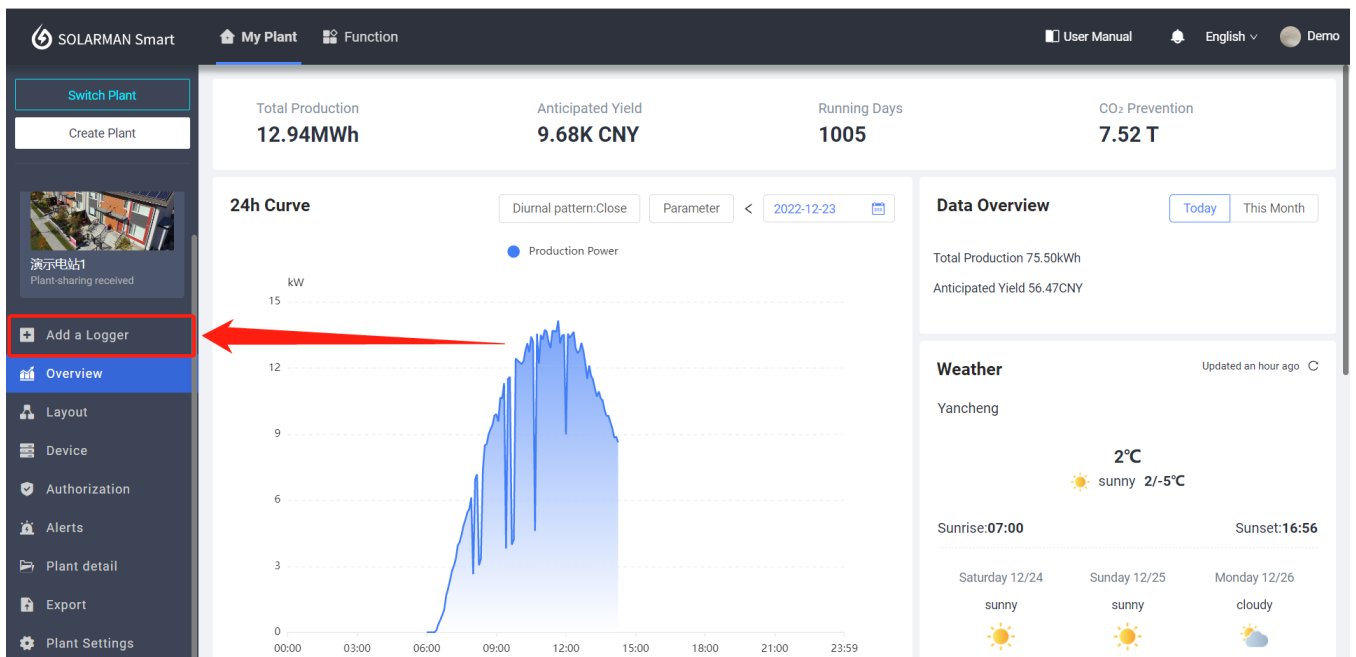 SOLARMAN Smart
My Plant
Function
User Manual
English
Demo
Switch Plant
Create Plant
演示电站1
Plant-sharing received
Add a Logger
Overview
Layout
Device
Authorization
Alerts
Plant detail
Export
Plant Settings
Total Production
12.94MWh
Anticipated Yield
9.68K CNY
Running Days
1005
CO₂ Prevention
7.52 T
24h Curve
Diurnal pattern:Close
Parameter
<
2022-12-23
Production Power
kW
15
12
9
6
3
0
00:00 03:00 06:00 09:00 12:00 15:00 18:00 21:00 23:59
Data Overview
Today
This Month
Total Production 75.50kWh
Anticipated Yield 56.47CNY
Weather
Updated an hour ago
Yancheng
2℃
sunny 2/-5℃
Sunrise:07:00
Sunset:16:56
Saturday 12/24 Sunday 12/25 Monday 12/26
sunny sunny cloudy